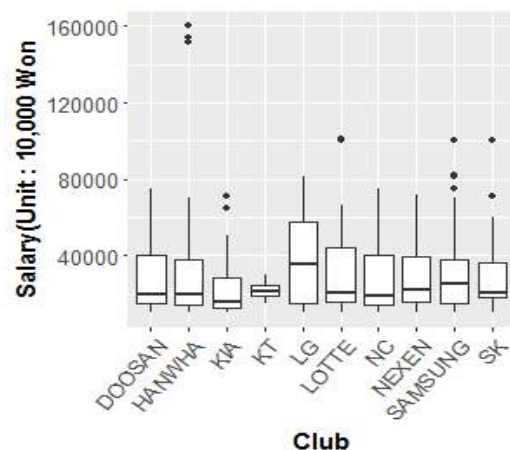 160000
120000
80000
40000
Salary(Unit : 10,000 Won
DOOSAN
HANWHA
KIA
KT
LG
LOTTE
NC
NEXEN
SAMSUNG
SK
Club